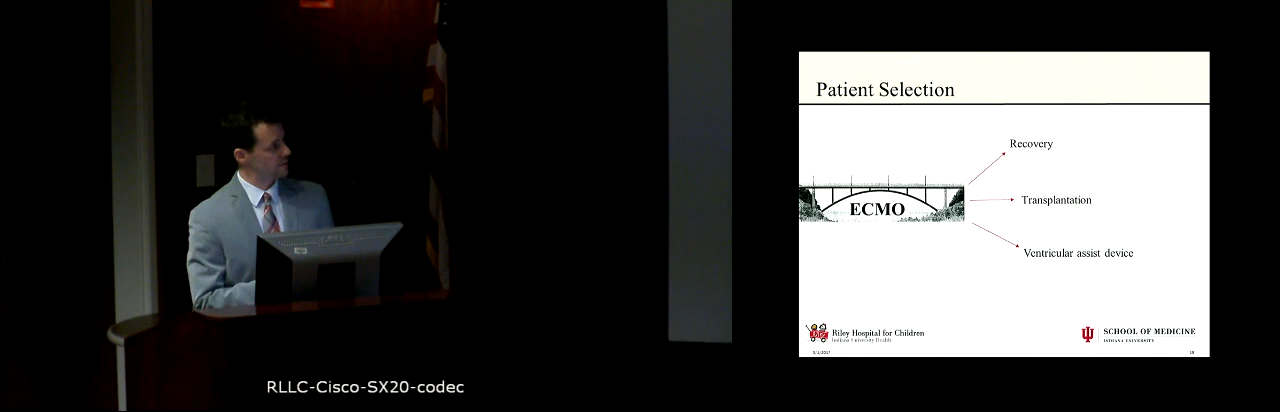 Patient Selection
Recovery
ECMO
Transplantation
Ventricular assist device
Riley Hospital for Children
Indiana University Health
SCHOOL OF MEDICINE
INDIANA UNIVERSITY
RLLC-Cisco-SX20-codec